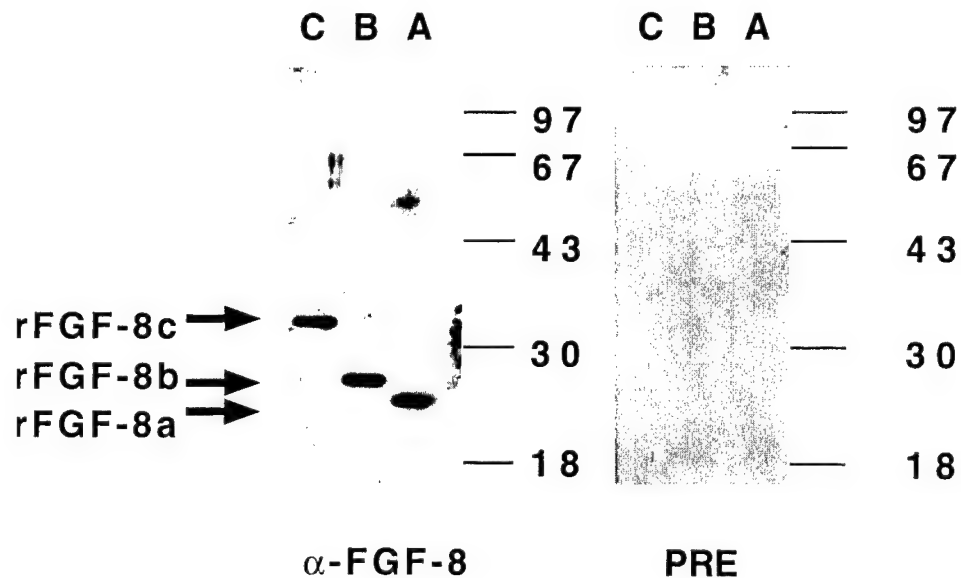 C B A
C B A
97
67
43
30
18
97
67
43
30
18
rFGF-8c
rFGF-8b
rFGF-8a
α-FGF-8
PRE